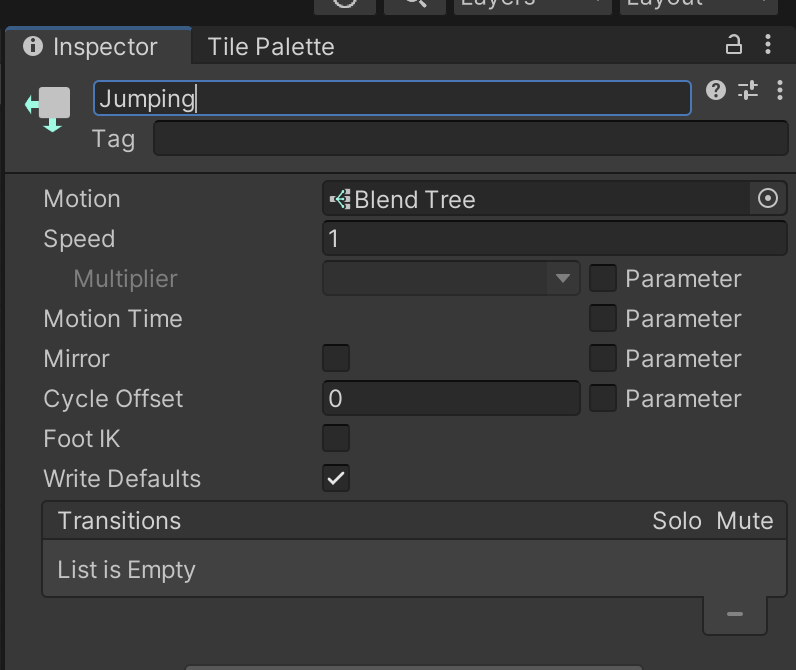 Layers Layout
Inspector Tile Palette
Jumping
Tag
Motion Blend Tree
Speed 1
Multiplier Parameter
Motion Time Parameter
Mirror Parameter
Cycle Offset 0 Parameter
Foot IK
Write Defaults
Transitions Solo Mute
List is Empty